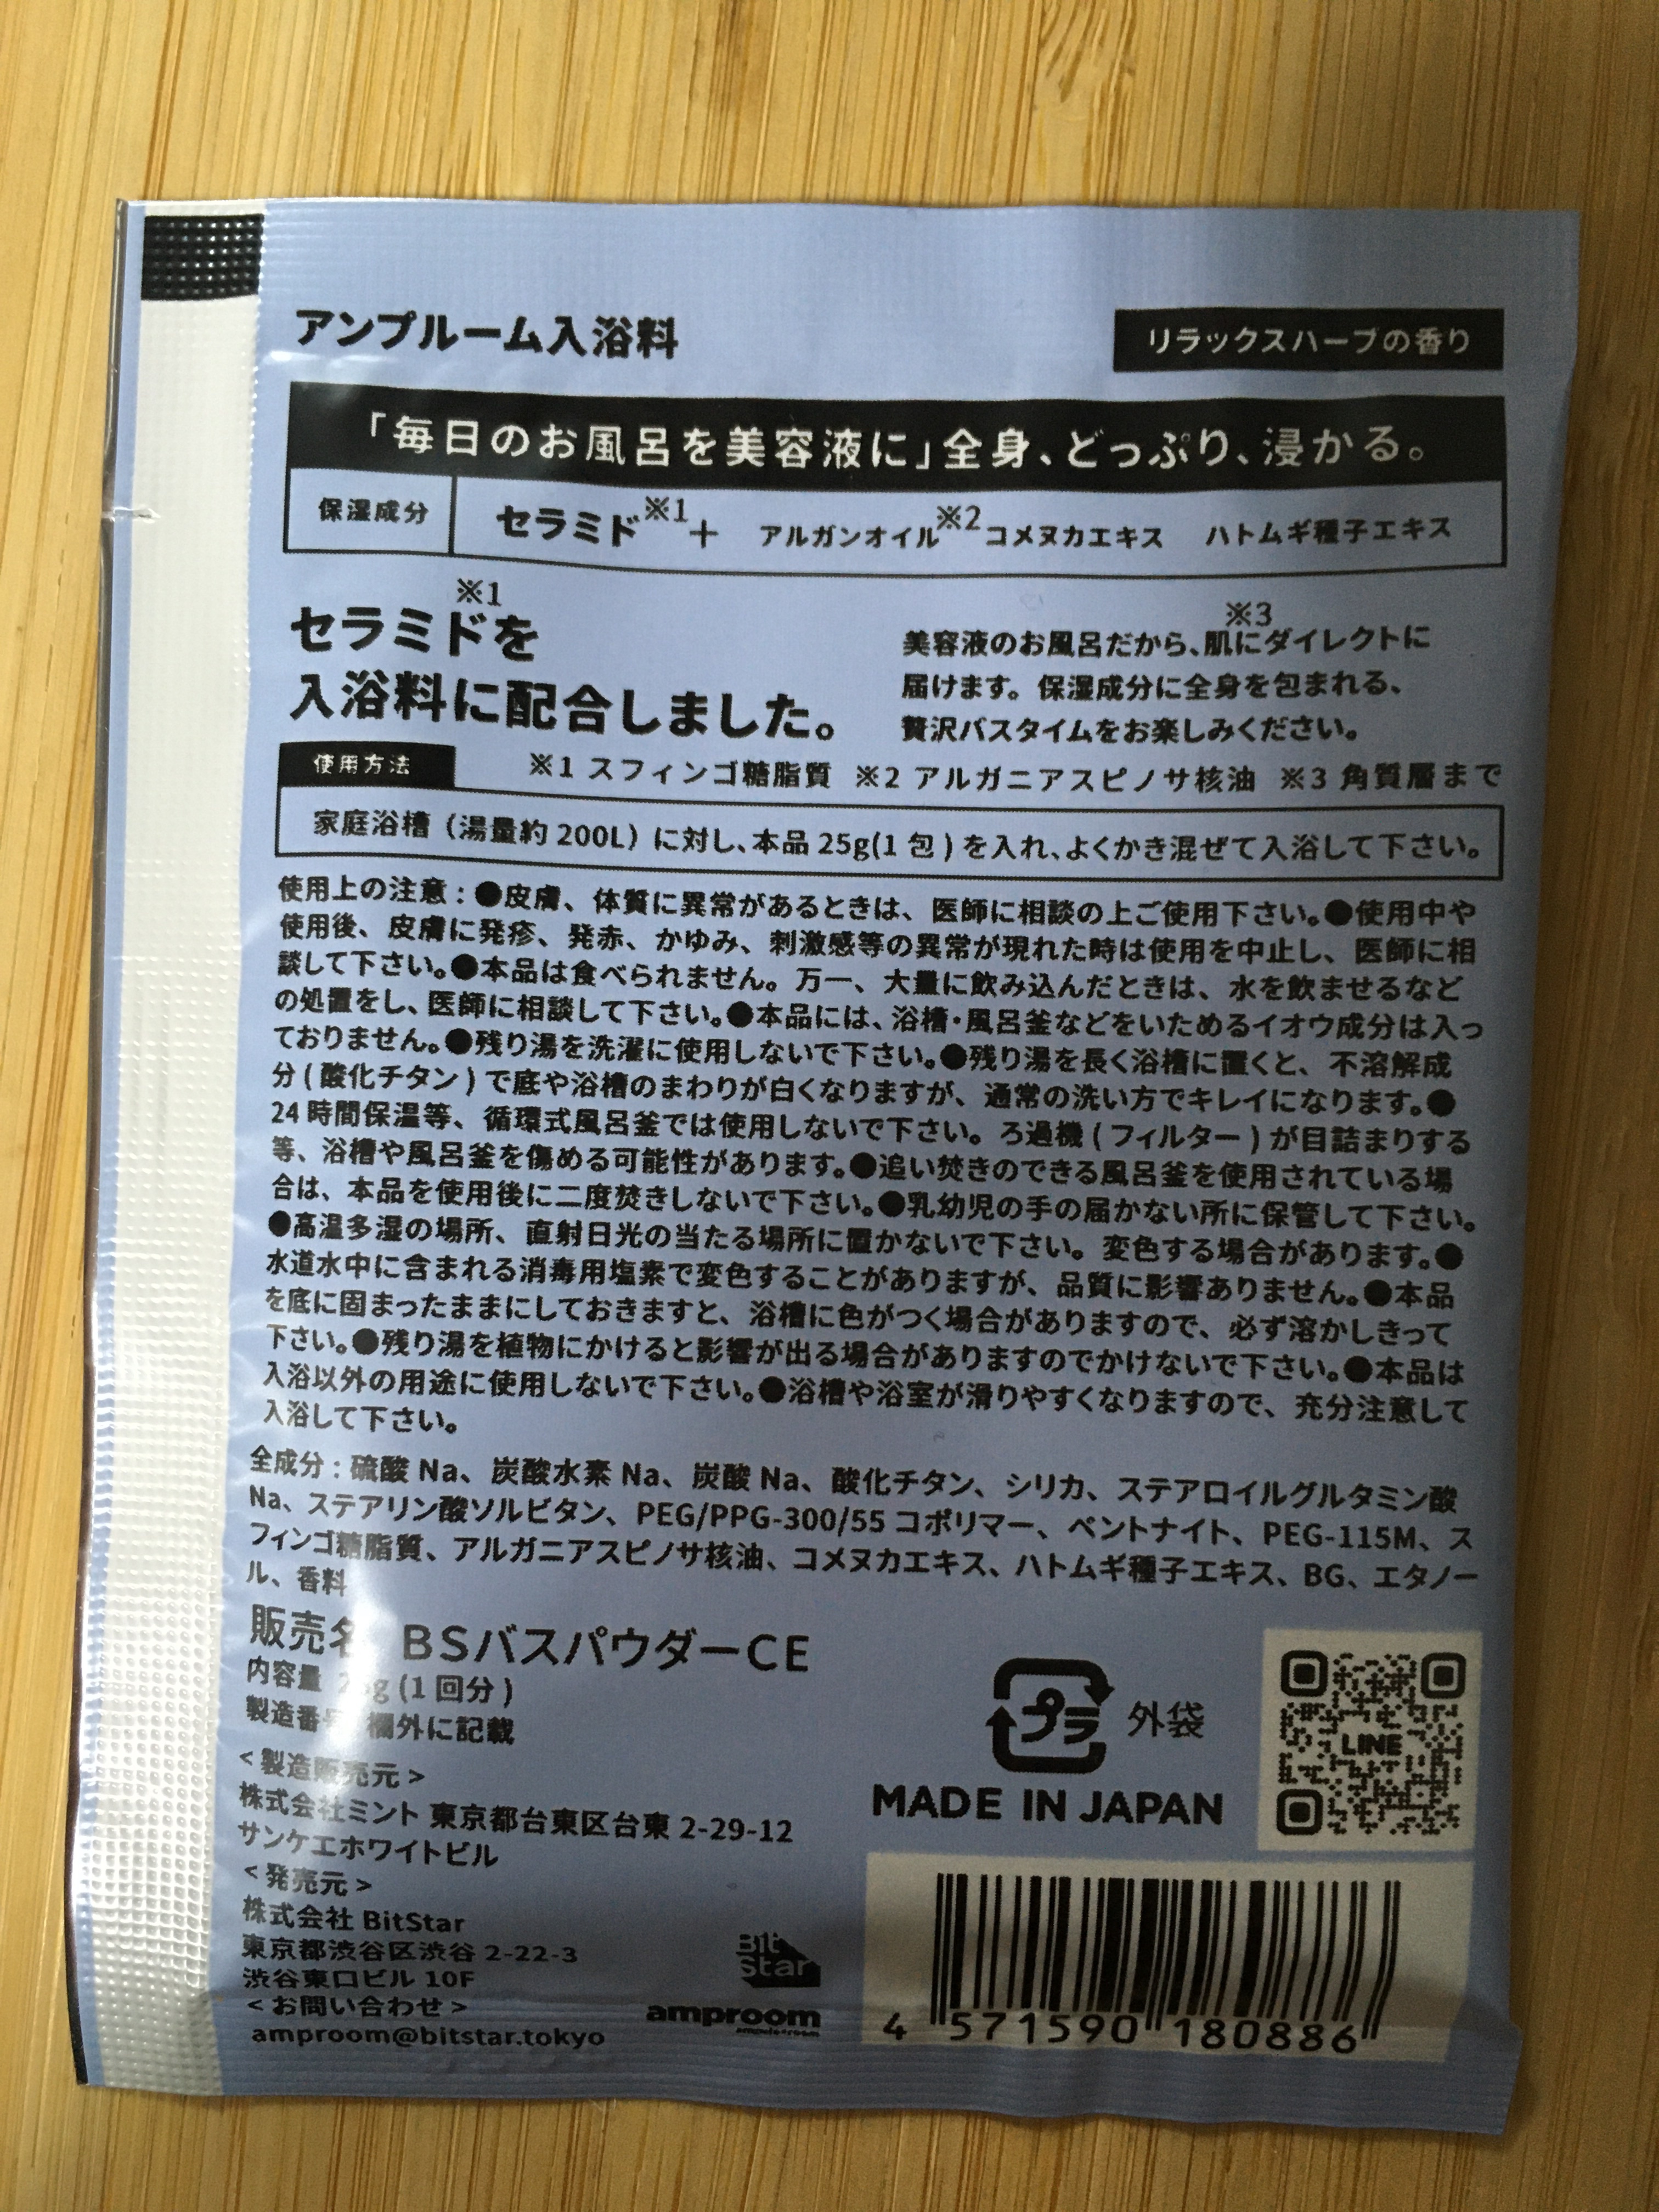 アンプルーム入浴料
リラックスハーブの香り
「毎日のお風呂を美容液に」全身、どっぷり、浸かる。
保湿成分
セラミド※1＋ アルガンオイル※2 コメヌカエキス ハトムギ種子エキス
セラミド※1を
入浴料に配合しました。
美容液のお風呂だから、肌※3にダイレクトに
届けます。保湿成分に全身を包まれる、
贅沢バスタイムをお楽しみください。
使用方法
※1 スフィンゴ糖脂質 ※2 アルガニアスピノサ核油 ※3 角質層まで
家庭浴槽（湯量約 200L）に対し、本品 25g(1 包 ) を入れ、よくかき混ぜて入浴して下さい。
使用上の注意 : ●皮膚、体質に異常があるときは、医師に相談の上ご使用下さい。●使用中や
使用後、皮膚に発疹、発赤、かゆみ、刺激感等の異常が現れた時は使用を中止し、医師に相
談して下さい。●本品は食べられません。万一、大量に飲み込んだときは、水を飲ませるなど
の処置をし、医師に相談して下さい。●本品には、浴槽・風呂釜などをいためるイオウ成分は入っ
ておりません。●残り湯を洗濯に使用しないで下さい。●残り湯を長く浴槽に置くと、不溶解成
分 ( 酸化チタン ) で底や浴槽のまわりが白くなりますが、通常の洗い方でキレイになります。●
24 時間保温等、循環式風呂釜では使用しないで下さい。ろ過機 ( フィルター ) が目詰まりする
等、浴槽や風呂釜を傷める可能性があります。●追い焚きのできる風呂釜を使用されている場
合は、本品を使用後に二度焚きしないで下さい。●乳幼児の手の届かない所に保管して下さい。
●高温多湿の場所、直射日光の当たる場所に置かないで下さい。変色する場合があります。●
水道水中に含まれる消毒用塩素で変色することがありますが、品質に影響ありません。●本品
を底に固まったままにしておきますと、浴槽に色がつく場合がありますので、必ず溶かしきって
下さい。●残り湯を植物にかけると影響が出る場合がありますのでかけないで下さい。●本品は
入浴以外の用途に使用しないで下さい。●浴槽や浴室が滑りやすくなりますので、充分注意して
入浴して下さい。
全成分 : 硫酸 Na、炭酸水素 Na、炭酸 Na、酸化チタン、シリカ、ステアロイルグルタミン酸
Na、ステアリン酸ソルビタン、PEG/PPG-300/55 コポリマー、ベントナイト、PEG-115M、ス
フィンゴ糖脂質、アルガニアスピノサ核油、コメヌカエキス、ハトムギ種子エキス、BG、エタノー
ル、香料
販売名 BSバスパウダーCE
内容量 g (1 回分 )
製造番号 欄外に記載
< 製造販売元 >
株式会社ミント 東京都台東区台東 2-29-12
サンケエホワイトビル
< 発売元 >
株式会社 BitStar
東京都渋谷区渋谷 2-22-3
渋谷東口ビル 10F
< お問い合わせ >
amproom@bitstar.tokyo
Bit
Star
amproom
プラ 外袋
MADE IN JAPAN
LINE
4 571590 180886